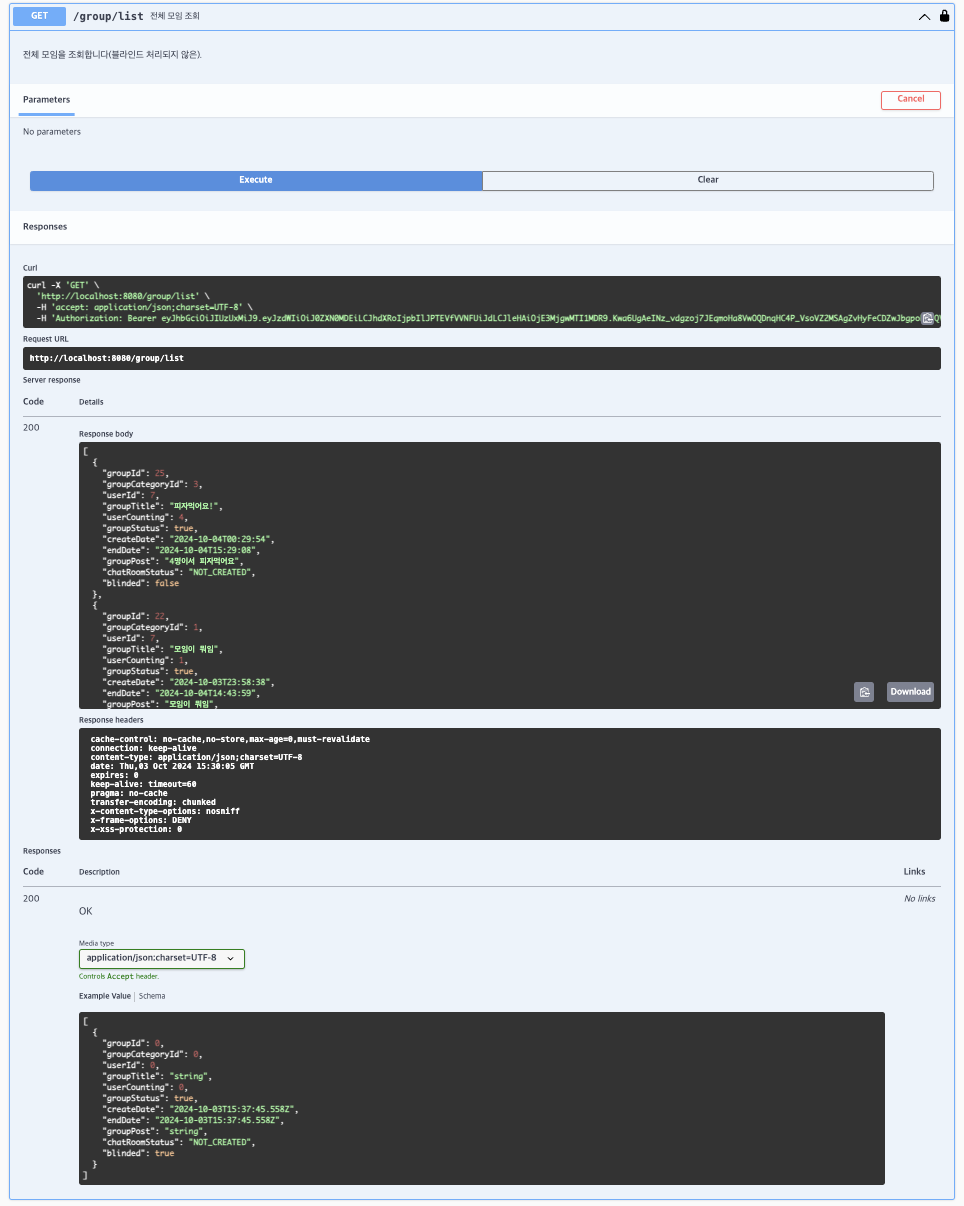 GET /group/list 전체 모임 조회
전체 모임을 조회합니다(블라인드 처리되지 않은).
Parameters
Cancel
No parameters
Execute
Clear
Responses
Curl
curl -X 'GET' \
'http://localhost:8080/group/list' \
-H 'accept: application/json;charset=UTF-8' \
-H 'Authorization: Bearer
Request URL
http://localhost:8080/group/list
Server response
Code Details
200
Response body
[
{
"groupId": 25,
"groupCategoryId": 3,
"userId": 7,
"groupTitle": "피자먹어요!",
"userCounting": 4,
"groupStatus": true,
"createDate": "2024-10-04T00:29:54",
"endDate": "2024-10-04T15:29:08",
"groupPost": "4명이서 피자먹어요",
"chatRoomStatus": "NOT_CREATED",
"blinded": false
},
{
"groupId": 22,
"groupCategoryId": 1,
"userId": 7,
"groupTitle": "모임이 뭐임",
"userCounting": 1,
"groupStatus": true,
"createDate": "2024-10-03T23:58:38",
"endDate": "2024-10-04T14:43:59",
"groupPost": "모임이 뭐임",
Download
Response headers
cache-control: no-cache,no-store,max-age=0,must-revalidate
connection: keep-alive
content-type: application/json;charset=UTF-8
date: Thu,03 Oct 2024 15:30:05 GMT
expires: 0
keep-alive: timeout=60
pragma: no-cache
transfer-encoding: chunked
x-content-type-options: nosniff
x-frame-options: DENY
x-xss-protection: 0
Responses
Code Description Links
200
No links
OK
Media type
application/json;charset=UTF-8
Controls Accept header.
Example Value | Schema
[
{
"groupId": 0,
"groupCategoryId": 0,
"userId": 0,
"groupTitle": "string",
"userCounting": 0,
"groupStatus": true,
"createDate": "2024-10-03T15:37:45.558Z",
"endDate": "2024-10-03T15:37:45.558Z",
"groupPost": "string",
"chatRoomStatus": "NOT_CREATED",
"blinded": true
}
]